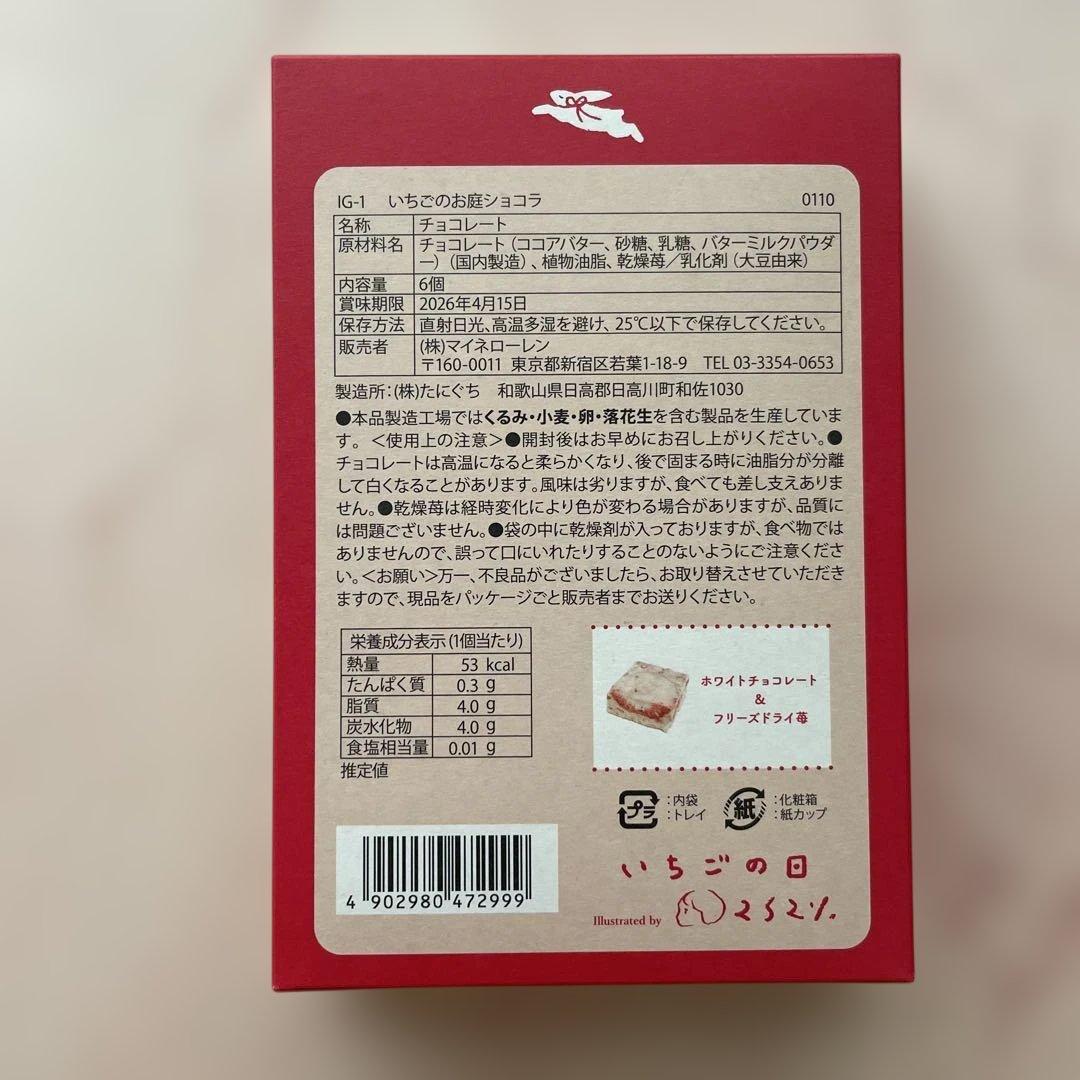 IG-1 いちごのお庭ショコラ 0110
名称 チョコレート
原材料名 チョコレート（ココアバター、砂糖、乳糖、バターミルクパウダ
ー）（国内製造）、植物油脂、乾燥苺／乳化剤（大豆由来）
内容量 6個
賞味期限 2026年4月15日
保存方法 直射日光、高温多湿を避け、25℃以下で保存してください。
販売者 (株)マイネローレン
〒160-0011 東京都新宿区若葉1-18-9 TEL 03-3354-0653
製造所：(株)たにぐち 和歌山県日高郡日高川町和佐1030
●本品製造工場ではくるみ・小麦・卵・落花生を含む製品を生産していま
す。＜使用上の注意＞●開封後はお早めにお召し上がりください。●
チョコレートは高温になると柔らかくなり、後で固まる時に油脂分が分離
して白くなることがあります。風味は劣りますが、食べても差し支えありま
せん。●乾燥苺は経時変化により色が変わる場合がありますが、品質に
は問題ございません。●袋の中に乾燥剤が入っておりますが、食べ物では
ありませんので、誤って口にいれたりすることのないようにご注意くださ
い。＜お願い＞万一、不良品がございましたら、お取り替えさせていただき
ますので、現品をパッケージごと販売者までお送りください。
栄養成分表示(1個当たり)
熱量 53 kcal
たんぱく質 0.3 g
脂質 4.0 g
炭水化物 4.0 g
食塩相当量 0.01 g
推定値
ホワイトチョコレート
&
フリーズドライ苺
プラ ：内袋
：トレイ
紙 ：化粧箱
：紙カップ
4 902980 472999
いちごの日
Illustrated by